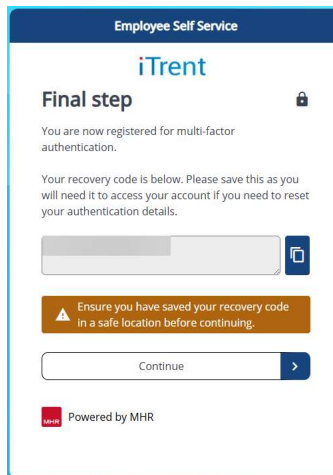 Employee Self Service
iTrent
Final step
You are now registered for multi-factor
authentication.
Your recovery code is below. Please save this as you
will need it to access your account if you need to reset
your authentication details.
Ensure you have saved your recovery code
in a safe location before continuing.
Continue
MHR Powered by MHR